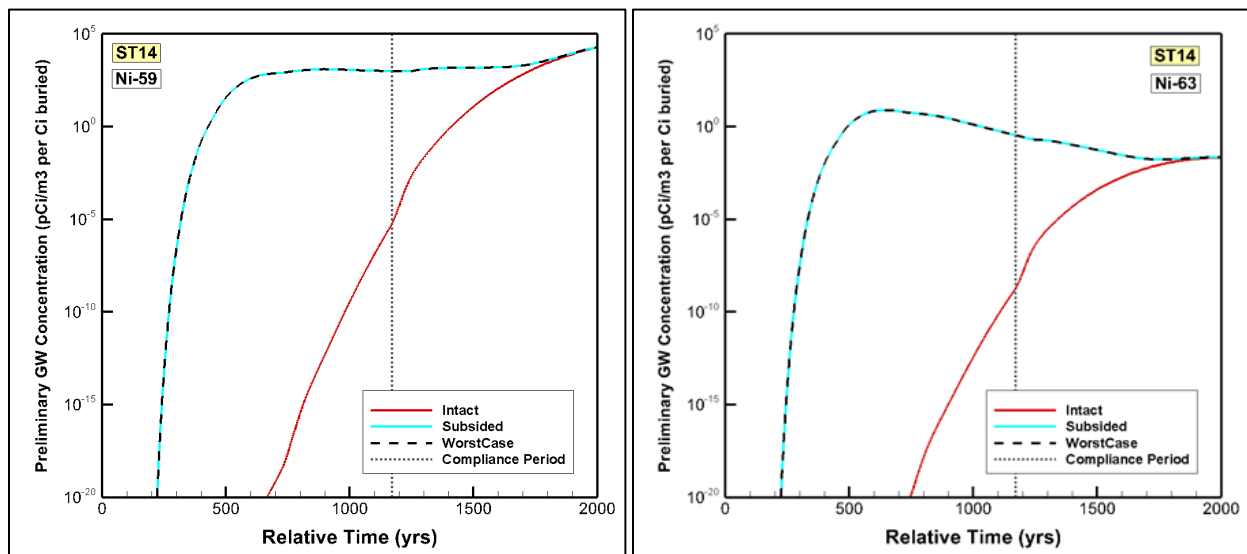 ST14
Ni-59
Preliminary GW Concentration (pCi/m3 per Ci buried)
10^5
10^0
10^-5
10^-10
10^-15
10^-20
Intact
Subsided
WorstCase
Compliance Period
0 500 1000 1500 2000
Relative Time (yrs)
ST14
Ni-63
Preliminary GW Concentration (pCi/m3 per Ci buried)
10^5
10^0
10^-5
10^-10
10^-15
10^-20
Intact
Subsided
WorstCase
Compliance Period
0 500 1000 1500 2000
Relative Time (yrs)